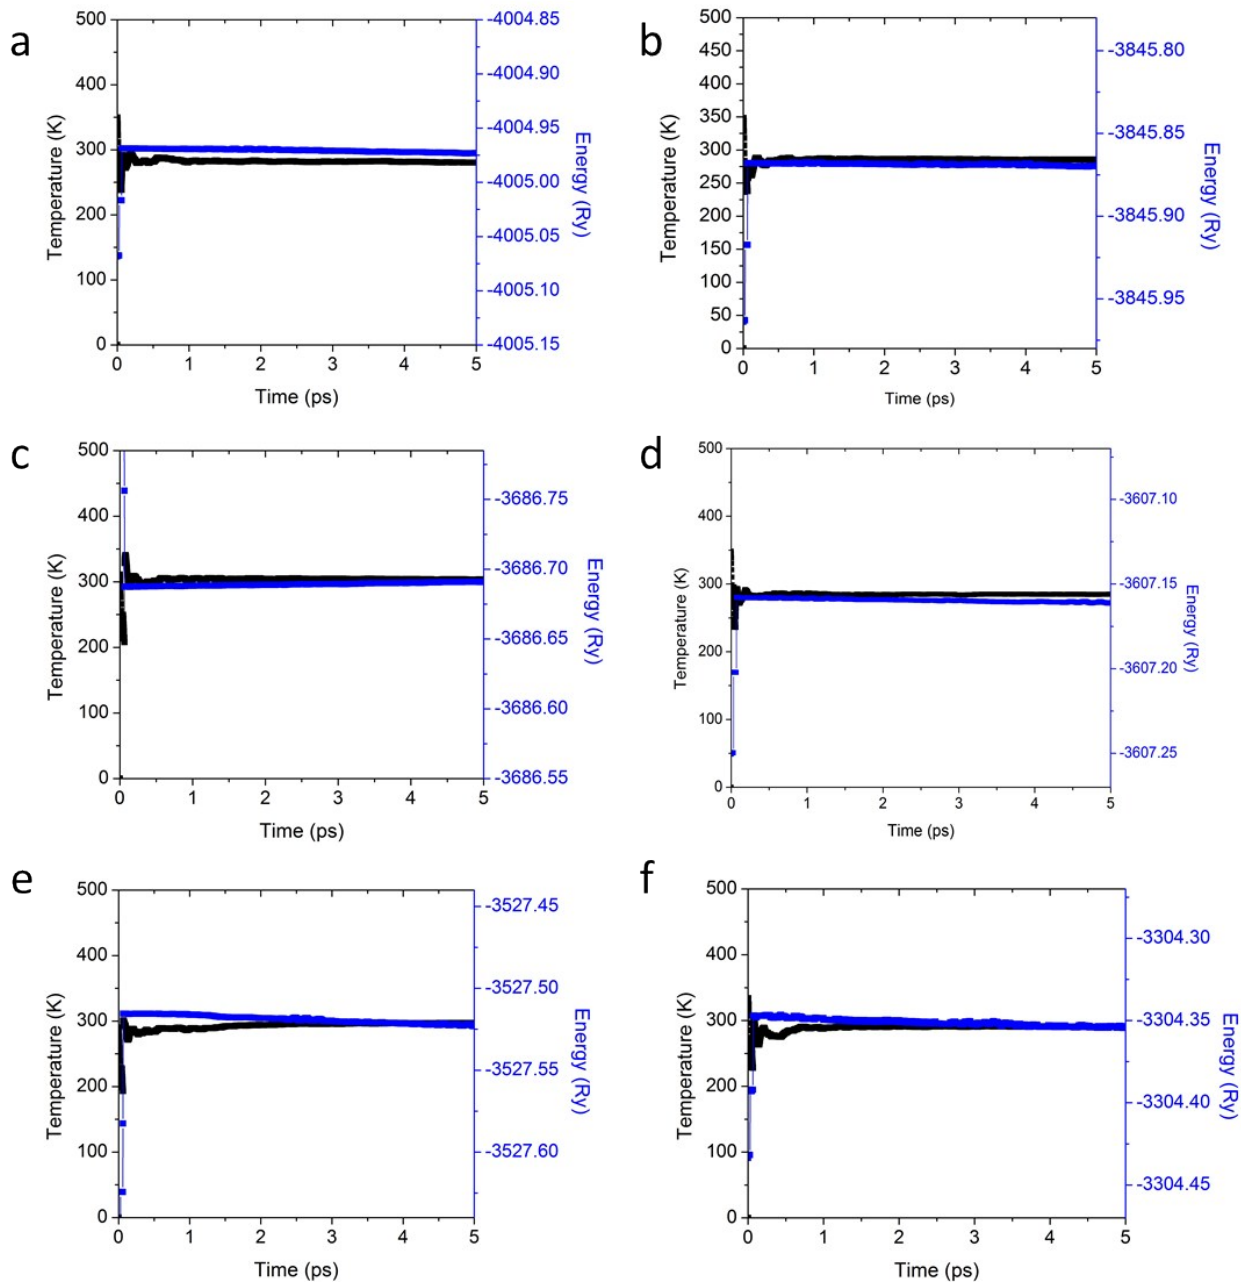 a
500
400
300
200
100
0
Temperature (K)
0 1 2 3 4 5
Time (ps)
-4004.85
-4004.90
-4004.95
-4005.00
-4005.05
-4005.10
-4005.15
Energy (Ry)
b
500
450
400
350
300
250
200
150
100
50
0
Temperature (K)
0 1 2 3 4 5
Time (ps)
-3845.80
-3845.85
-3845.90
-3845.95
Energy (Ry)
c
500
400
300
200
100
0
Temperature (K)
0 1 2 3 4 5
Time (ps)
-3686.75
-3686.70
-3686.65
-3686.60
-3686.55
Energy (Ry)
d
500
400
300
200
100
0
Temperature (K)
0 1 2 3 4 5
Time (ps)
-3607.10
-3607.15
-3607.20
-3607.25
Energy (Ry)
e
500
400
300
200
100
0
Temperature (K)
0 1 2 3 4 5
Time (ps)
-3527.45
-3527.50
-3527.55
-3527.60
Energy (Ry)
f
500
400
300
200
100
0
Temperature (K)
0 1 2 3 4 5
Time (ps)
-3304.30
-3304.35
-3304.40
-3304.45
Energy (Ry)